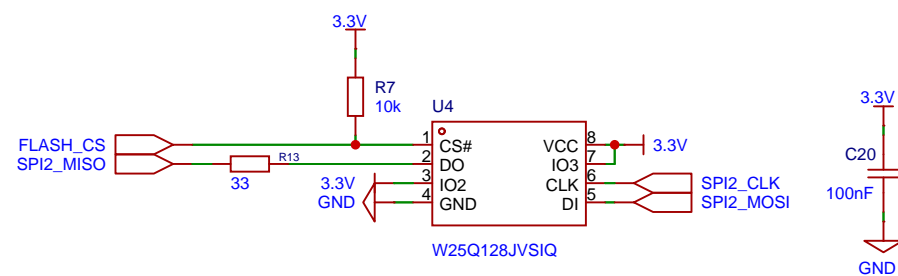 3.3V
R7
10k
U4
FLASH_CS
SPI2_MISO
R13
33
3.3V
GND
1
2
3
4
CS#
DO
IO2
GND
VCC
IO3
CLK
DI
8
7
6
5
3.3V
SPI2_CLK
SPI2_MOSI
W25Q128JVSIQ
3.3V
C20
100nF
GND